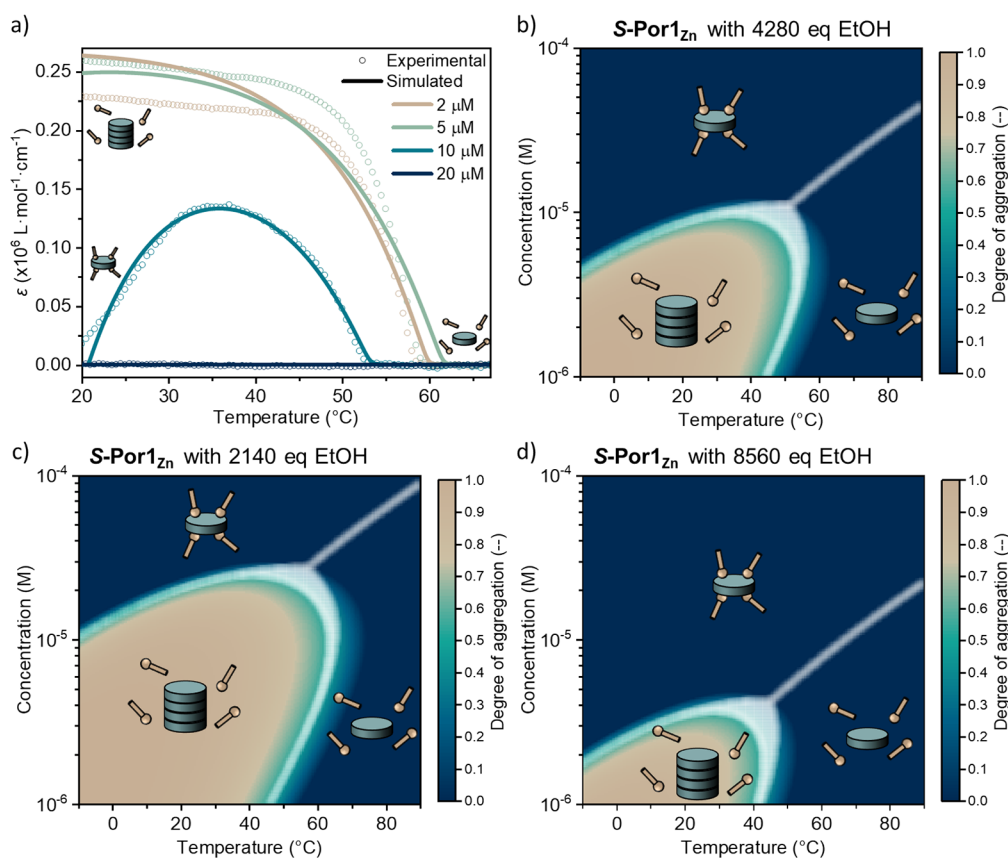 a)
ε (x10⁶ L·mol⁻¹·cm⁻¹)
0.25
0.20
0.15
0.10
0.05
0.00
20 30 40 50 60
Temperature (°C)
Experimental
Simulated
2 μM
5 μM
10 μM
20 μM
b)
S-Por1Zn with 4280 eq EtOH
Concentration (M)
10⁻⁴
10⁻⁵
10⁻⁶
0 20 40 60 80
Temperature (°C)
1.0
0.9
0.8
0.7
0.6
0.5
0.4
0.3
0.2
0.1
0.0
Degree of aggregation (--)
c)
S-Por1Zn with 2140 eq EtOH
Concentration (M)
10⁻⁴
10⁻⁵
10⁻⁶
0 20 40 60 80
Temperature (°C)
1.0
0.9
0.8
0.7
0.6
0.5
0.4
0.3
0.2
0.1
0.0
Degree of aggregation (--)
d)
S-Por1Zn with 8560 eq EtOH
Concentration (M)
10⁻⁴
10⁻⁵
10⁻⁶
0 20 40 60 80
Temperature (°C)
1.0
0.9
0.8
0.7
0.6
0.5
0.4
0.3
0.2
0.1
0.0
Degree of aggregation (--)